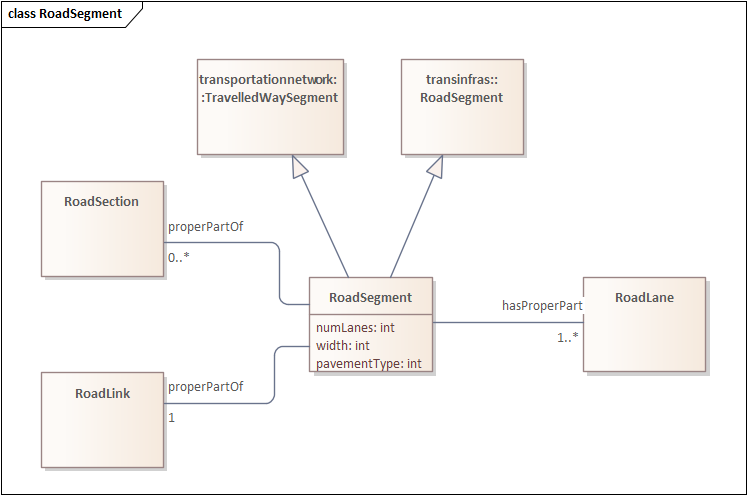 class RoadSegment
transportationnetwork:
:TravelledWaySegment
transinfras::
RoadSegment
RoadSection
properPartOf
0..*
RoadSegment
numLanes: int
width: int
pavementType: int
hasProperPart
1..*
RoadLane
RoadLink
properPartOf
1